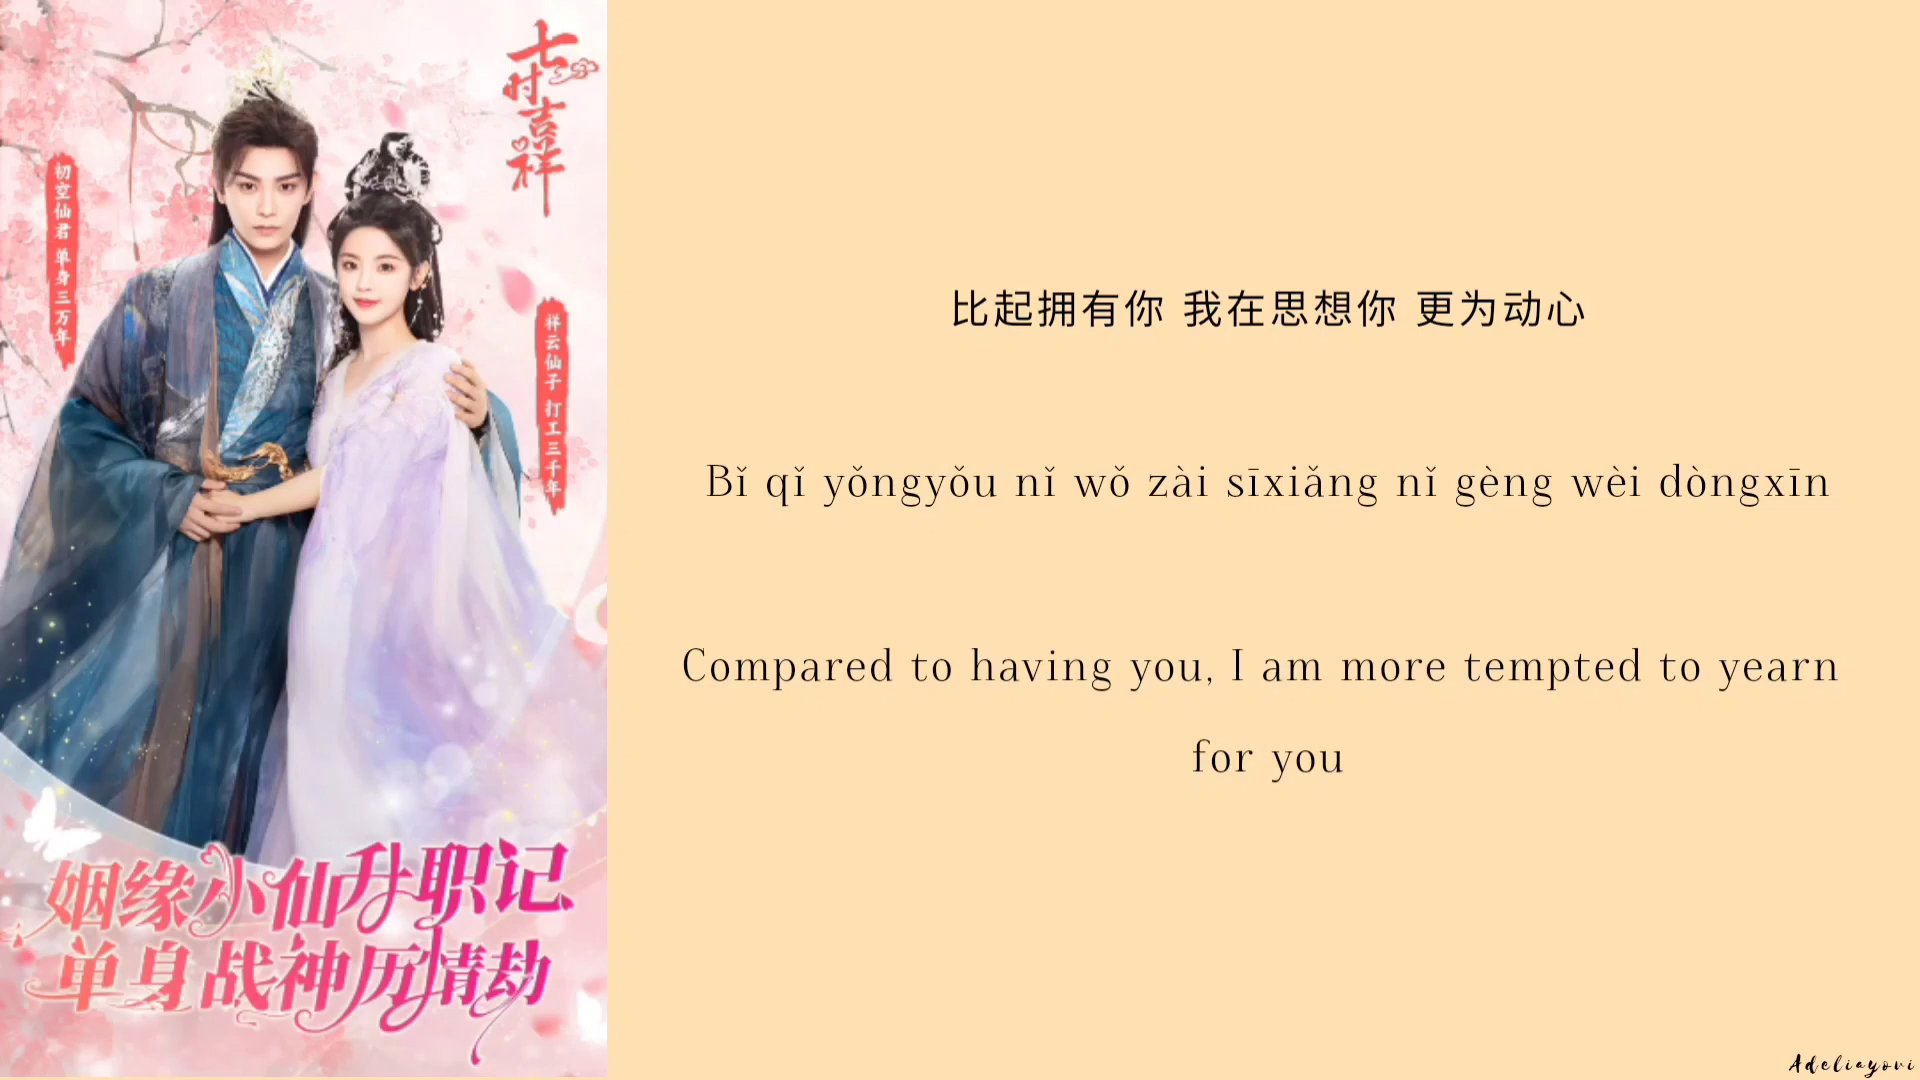 七时吉祥
初空仙君 单身三万年
祥云仙子 打工三千年
姻缘小仙升职记
单身战神历情劫
比起拥有你 我在思想你 更为动心
Bǐ qǐ yǒngyǒu nǐ wǒ zài sīxiǎng nǐ gèng wèi dòngxīn
Compared to having you, I am more tempted to yearn
for you
Adeliayovi